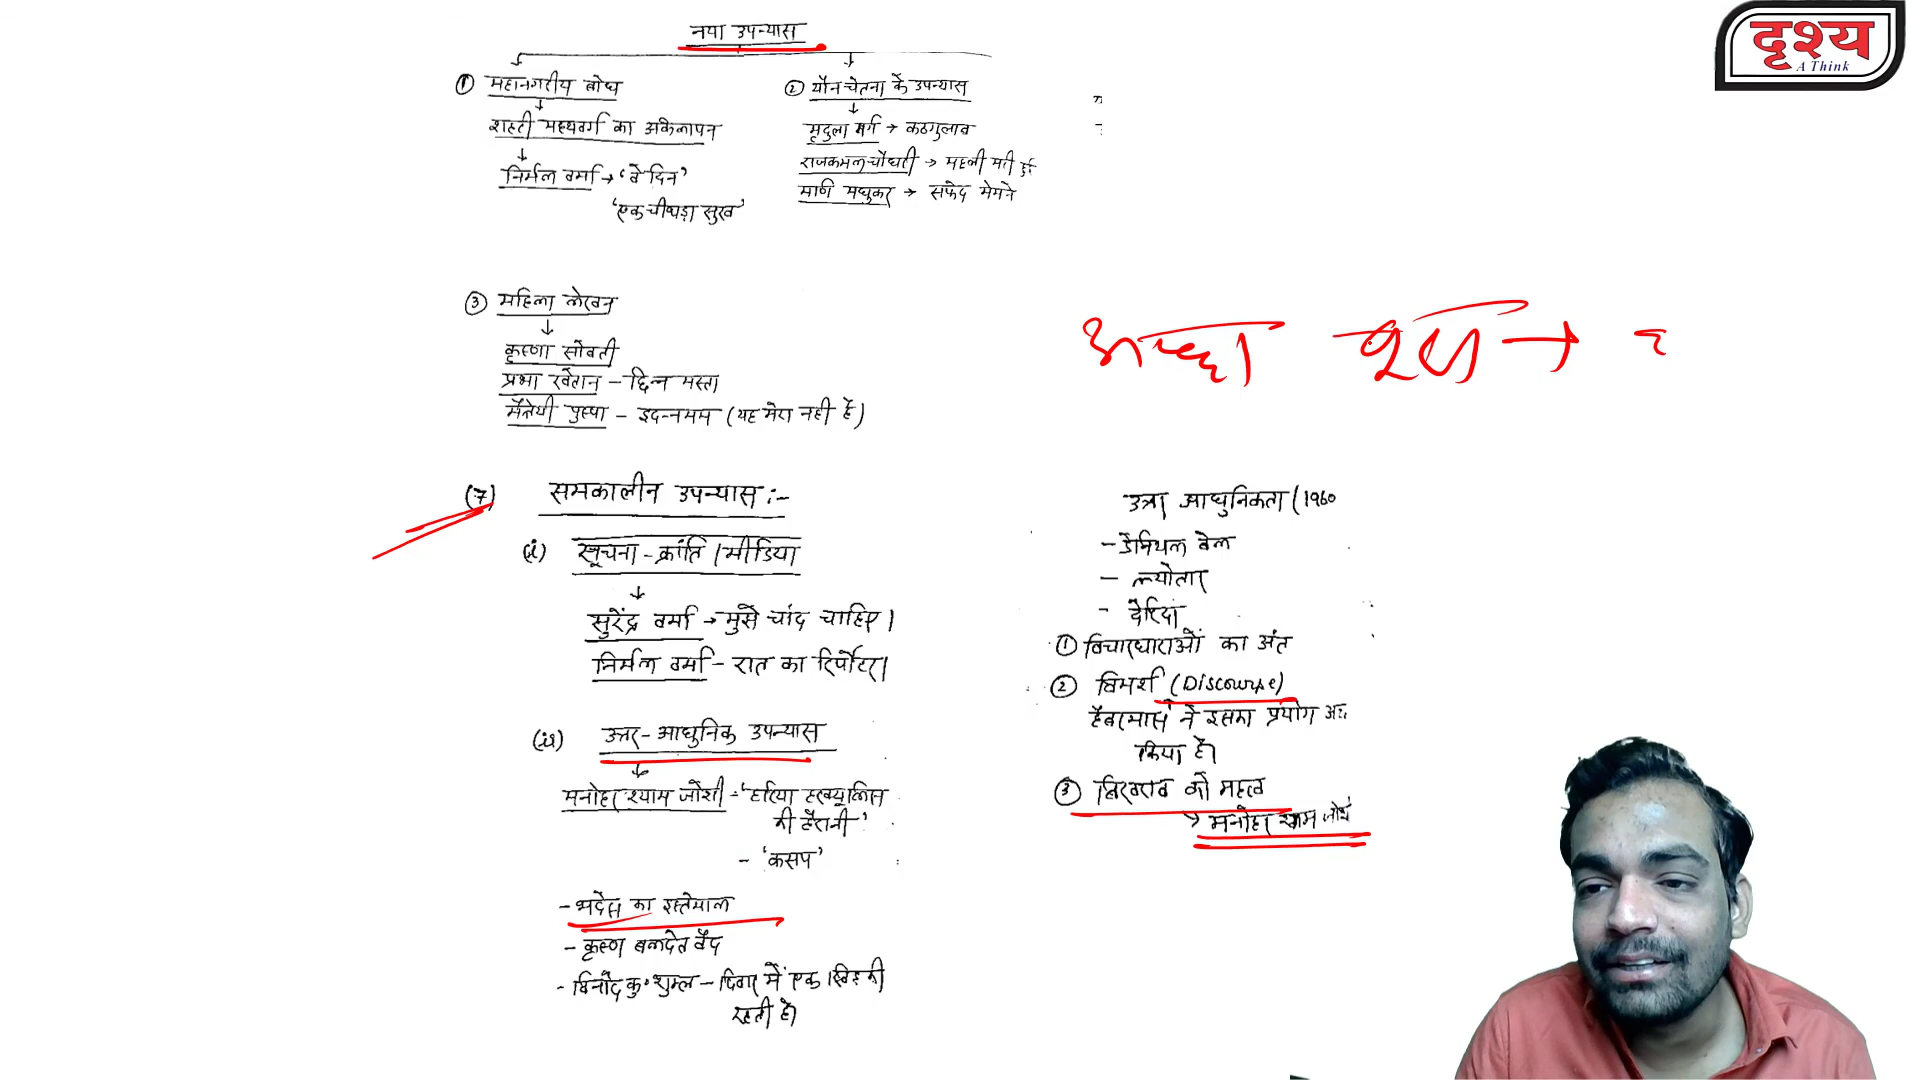 दृश्य
A Think
नया उपन्यास
① महानगरीय बोध
शहरी मध्यवर्ग का अकेलापन
निर्मल वर्मा → 'वे दिन'
'एक चीथड़ा सुख'
② यौन चेतना के उपन्यास
मृदुला गर्ग → कठगुलाब
राजकमल चौधरी → मछली मरी हुई
मणि मधुकर → सफेद मेमने
③ महिला लेखन
कृष्णा सोबती
प्रभा खेतान – छिन्नमस्ता
मैत्रेयी पुष्पा – इदन्नमम (यह मेरा नहीं है)
(7) समकालीन उपन्यास :-
(i) सूचना - क्रांति / मीडिया
सुरेंद्र वर्मा → मुझे चांद चाहिए।
निर्मल वर्मा – रात का रिपोर्टर।
(ii) उत्तर - आधुनिक उपन्यास
मनोहर श्याम जोशी – 'हरिया हरक्यूलिस
की हैरानी'
– 'कसप'
– भदेस का इस्तेमाल
– कृष्ण बलदेव वैद
– विनोद कु॰ शुक्ल – दिवार में एक खिड़की
रहती है।
उत्तर आधुनिकता (1960
– डेनियल बेल
– ल्योतार
– देरिदा
① विचारधाराओं का अंत
② विमर्श (Discourse)
हैबरमास ने इसका प्रयोग
किया है।
③ बिखराव को महत्व
→ मनोहर श्याम जोशी